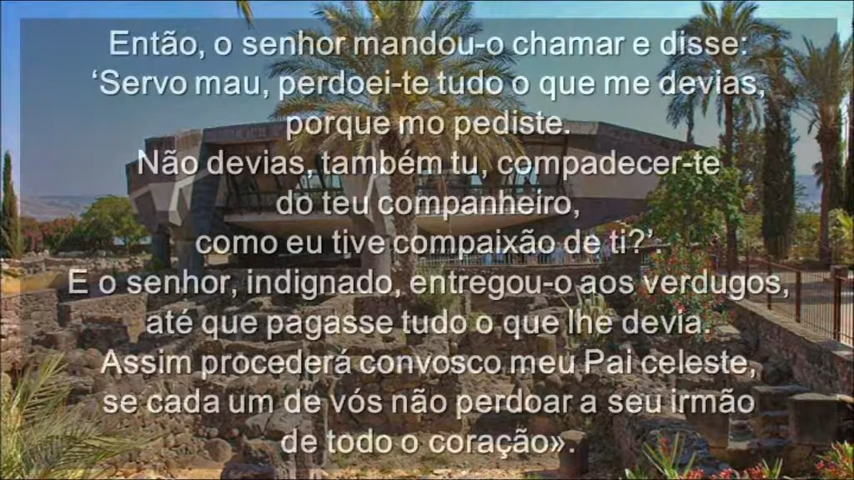 Então, o senhor mandou-o chamar e disse:
‘Servo mau, perdoei-te tudo o que me devias,
porque mo pediste.
Não devias, também tu, compadecer-te
do teu companheiro,
como eu tive compaixão de ti?’.
E o senhor, indignado, entregou-o aos verdugos,
até que pagasse tudo o que lhe devia.
Assim procederá convosco meu Pai celeste,
se cada um de vós não perdoar a seu irmão
de todo o coração».